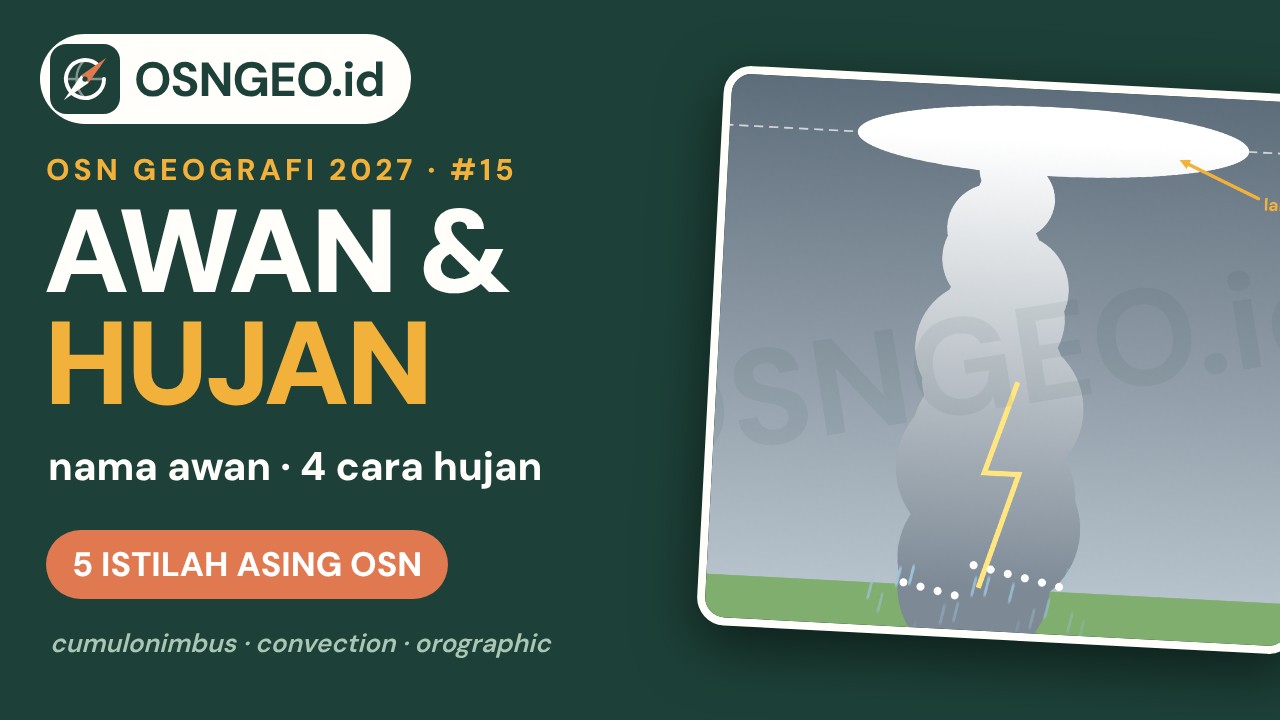 OSNGEO.id
OSN GEOGRAFI 2027 · #15
AWAN &
HUJAN
nama awan · 4 cara hujan
5 ISTILAH ASING OSN
cumulonimbus · convection · orographic
la
OSNGEO.id